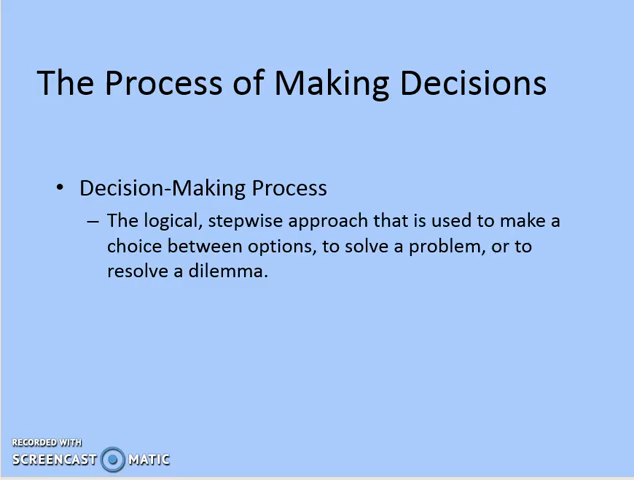 The Process of Making Decisions
• Decision-Making Process
– The logical, stepwise approach that is used to make a
choice between options, to solve a problem, or to
resolve a dilemma.
RECORDED WITH
SCREENCAST MATIC